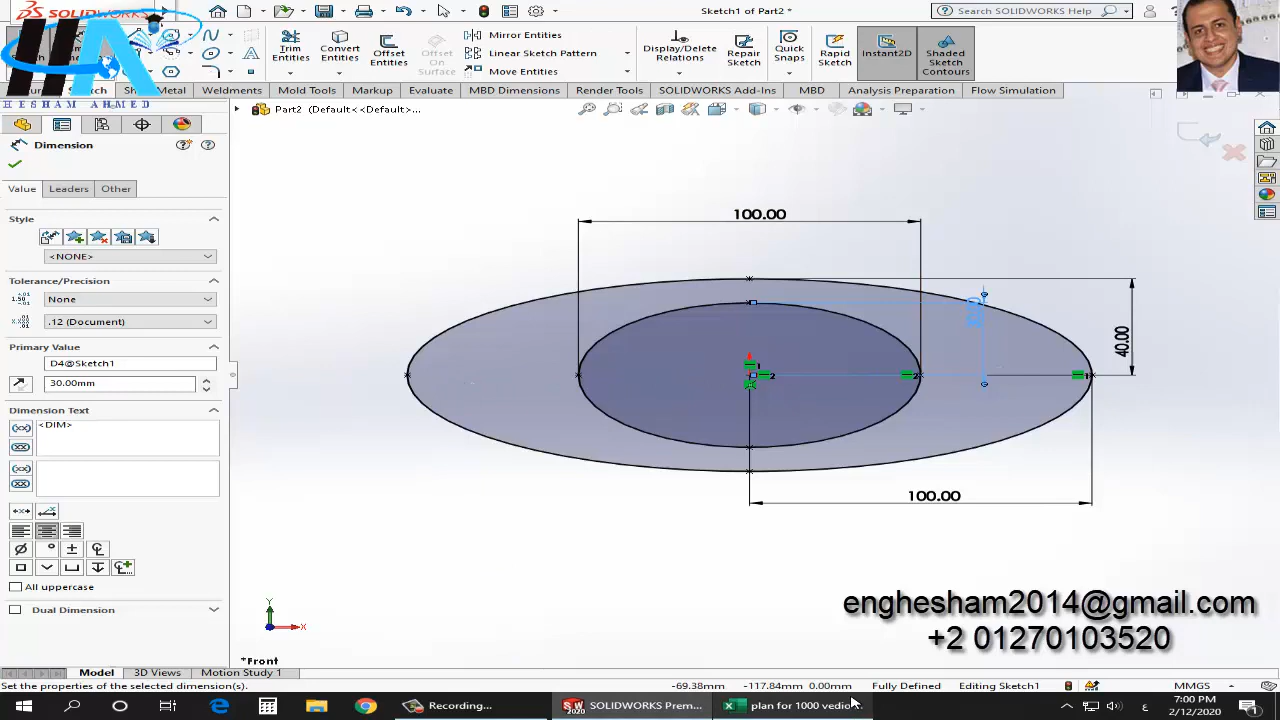 SOLIDWORKS
Sketch1 of Part2 *
Search SOLIDWORKS Help
HA
HESHAM AHMED
Trim Entities
Convert Entities
Offset Entities
Offset On Surface
Mirror Entities
Linear Sketch Pattern
Move Entities
Display/Delete Relations
Repair Sketch
Quick Snaps
Rapid Sketch
Instant2D
Shaded Sketch Contours
Metal
Weldments
Mold Tools
Markup
Evaluate
MBD Dimensions
Render Tools
SOLIDWORKS Add-Ins
MBD
Analysis Preparation
Flow Simulation
Part2 (Default<<Default>...
Dimension
Value
Leaders
Other
Style
<NONE>
Tolerance/Precision
None
.12 (Document)
Primary Value
D4@Sketch1
30.00mm
Dimension Text
<DIM>
All uppercase
Dual Dimension
100.00
40.00
100.00
1
2
2
1
Y
X
*Front
enghesham2014@gmail.com
+2 01270103520
Model
3D Views
Motion Study 1
Set the properties of the selected dimension(s).
-69.38mm
-117.84mm
0.00mm
Fully Defined
Editing Sketch1
MMGS
Recording...
SOLIDWORKS Prem...
plan for 1000 vedio...
ع
7:00 PM
2/12/2020